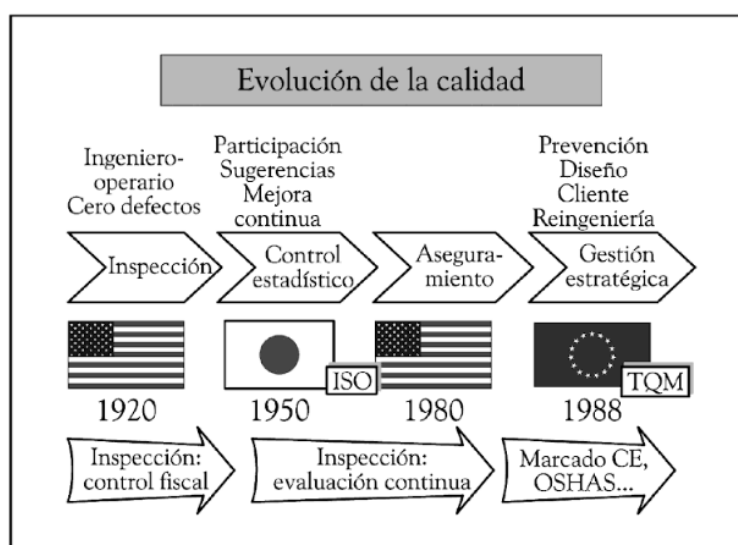 Evolución de la calidad
Ingeniero-
operario
Cero defectos
Participación
Sugerencias
Mejora
continua
Prevención
Diseño
Cliente
Reingeniería
Inspección
Control
estadístico
Asegura-
miento
Gestión
estratégica
ISO
TQM
1920
1950
1980
1988
Inspección:
control fiscal
Inspección:
evaluación continua
Marcado CE,
OSHAS...